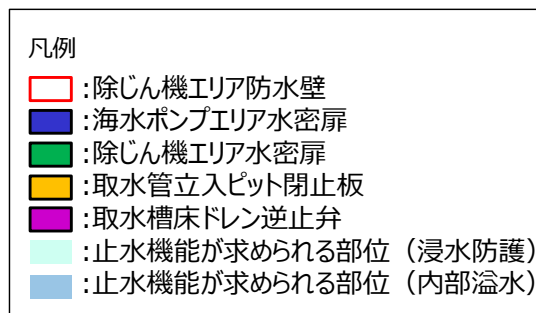 凡例
:除じん機エリア防水壁
:海水ポンプエリア水密扉
:除じん機エリア水密扉
:取水管立入ピット閉止板
:取水槽床ドレン逆止弁
:止水機能が求められる部位（浸水防護）
:止水機能が求められる部位（内部溢水）